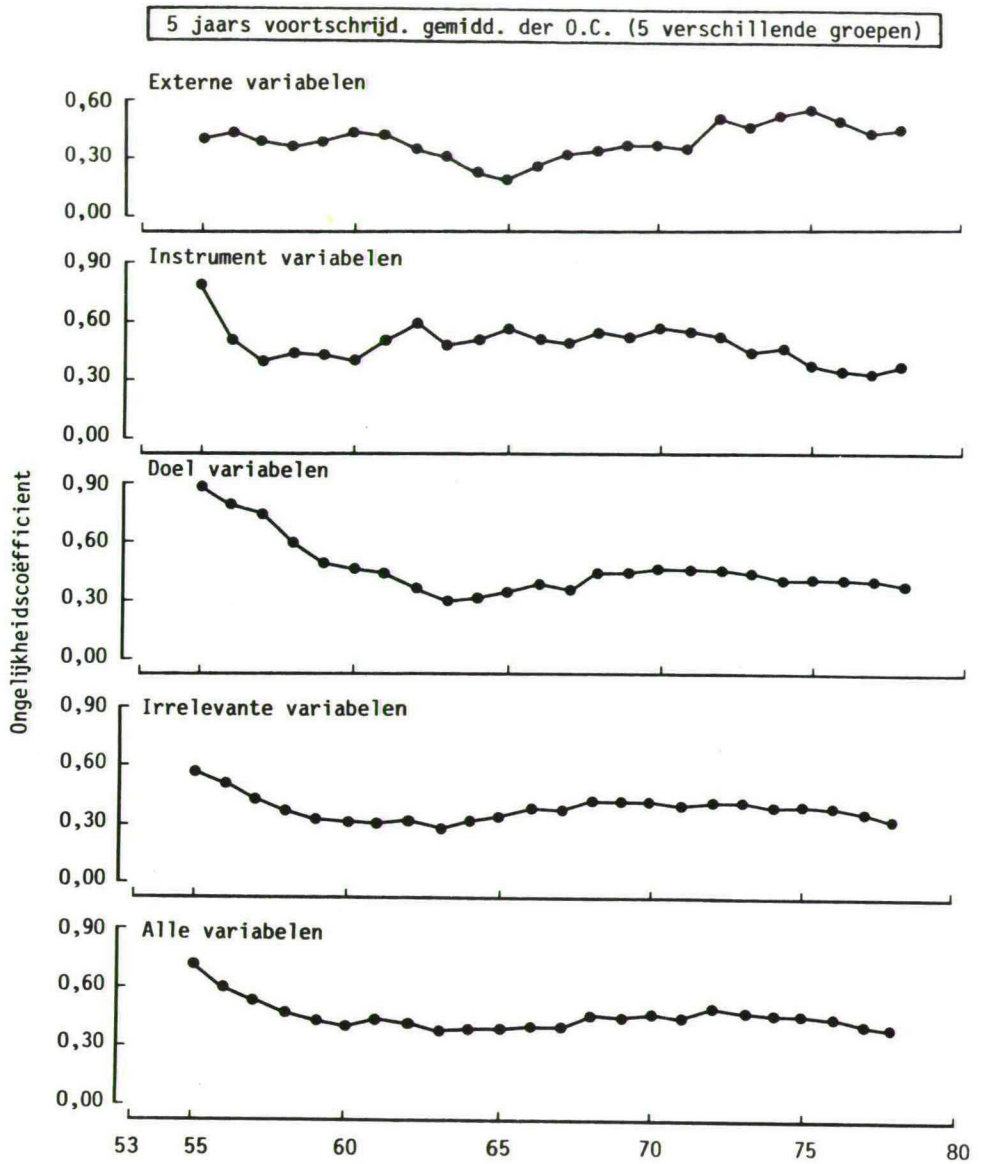 5 jaars voortschrijd. gemidd. der O.C. (5 verschillende groepen)
Externe variabelen
0,60
0,30
0,00
Instrument variabelen
0,90
0,60
0,30
0,00
Doel variabelen
0,90
0,60
0,30
0,00
Ongelijkheidscoëfficient
Irrelevante variabelen
0,90
0,60
0,30
0,00
Alle variabelen
0,90
0,60
0,30
0,00
53 55 60 65 70 75 80